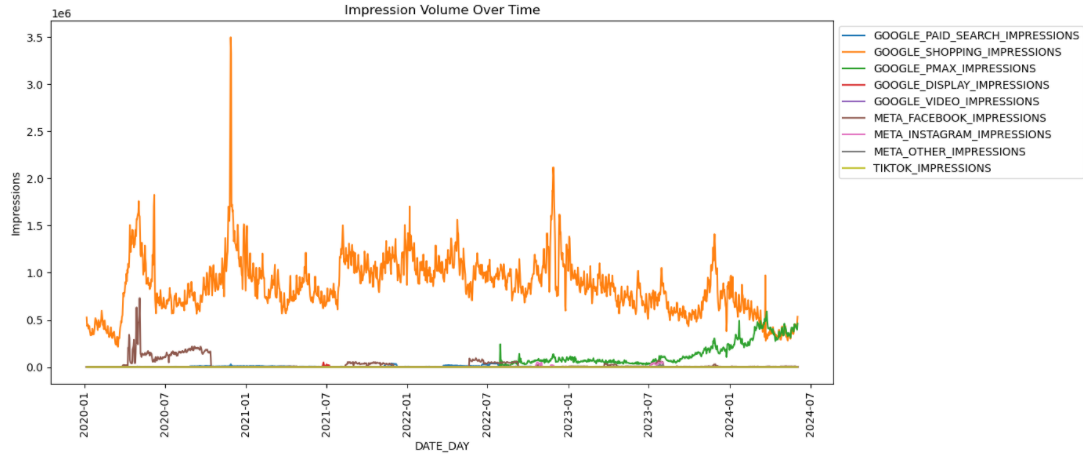 Impression Volume Over Time
1e6
3.5
3.0
2.5
2.0
1.5
1.0
0.5
0.0
Impressions
2020-01
2020-07
2021-01
2021-07
2022-01
2022-07
2023-01
2023-07
2024-01
2024-07
DATE_DAY
GOOGLE_PAID_SEARCH_IMPRESSIONS
GOOGLE_SHOPPING_IMPRESSIONS
GOOGLE_PMAX_IMPRESSIONS
GOOGLE_DISPLAY_IMPRESSIONS
GOOGLE_VIDEO_IMPRESSIONS
META_FACEBOOK_IMPRESSIONS
META_INSTAGRAM_IMPRESSIONS
META_OTHER_IMPRESSIONS
TIKTOK_IMPRESSIONS